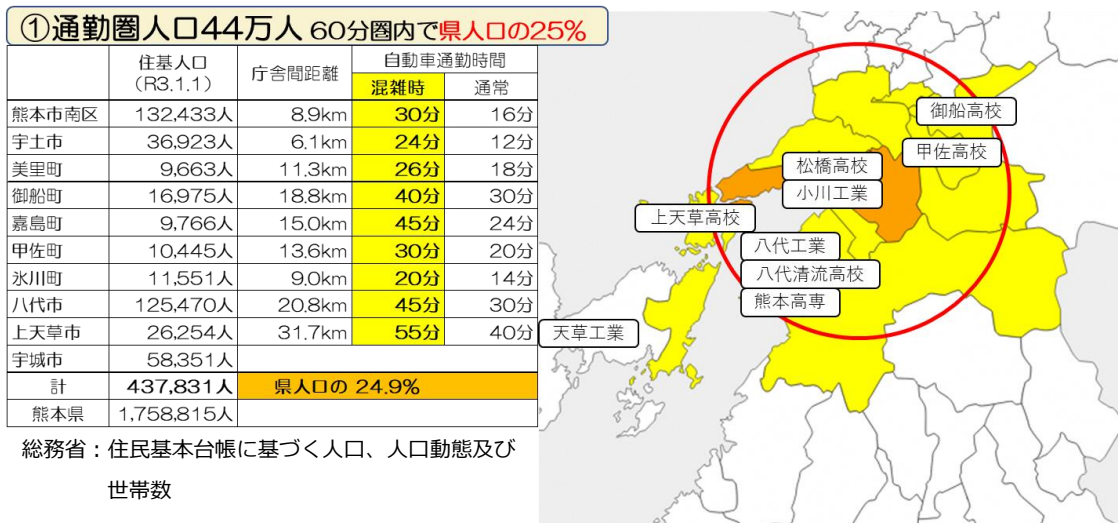 ①通勤圏人口44万人 60分圏内で県人口の25%
住基人口 (R3.1.1) 庁舎間距離 自動車通勤時間
混雑時 通常
熊本市南区 132,433人 8.9km 30分 16分
宇土市 36,923人 6.1km 24分 12分
美里町 9,663人 11.3km 26分 18分
御船町 16,975人 18.8km 40分 30分
嘉島町 9,766人 15.0km 45分 24分
甲佐町 10,445人 13.6km 30分 20分
氷川町 11,551人 9.0km 20分 14分
八代市 125,470人 20.8km 45分 30分
上天草市 26,254人 31.7km 55分 40分
宇城市 58,351人
計 437,831人 県人口の 24.9%
熊本県 1,758,815人
総務省：住民基本台帳に基づく人口、人口動態及び
世帯数
御船高校
甲佐高校
松橋高校
小川工業
上天草高校
八代工業
八代清流高校
熊本高専
天草工業